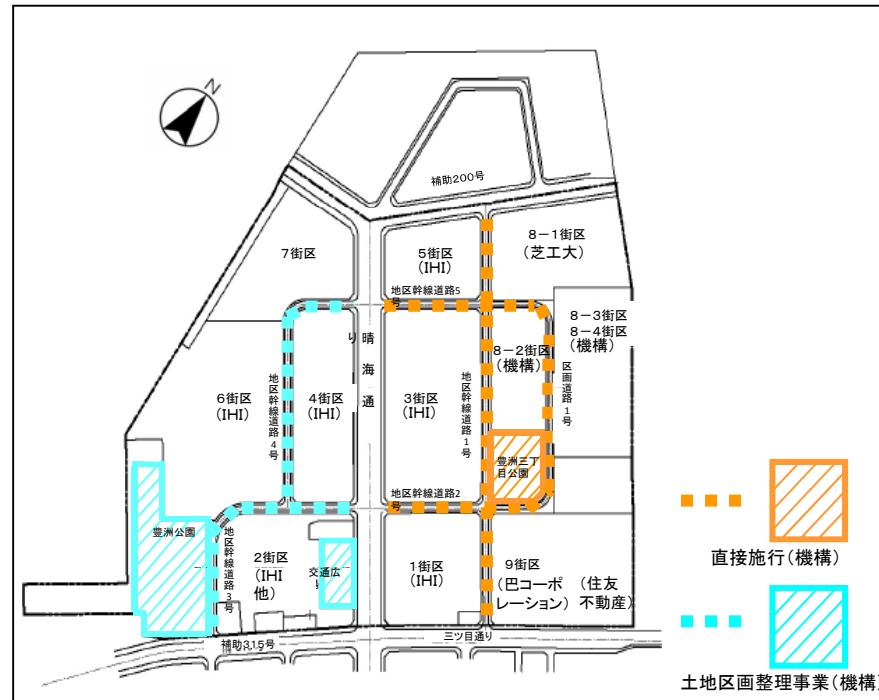 N
補助200号
7街区
5街区
(IHI)
8－1街区
(芝工大)
地区幹線道路5
号
8－3街区
8－4街区
(機構)
晴海通
り
8－2街区
(機構)
区画道路1号
6街区
(IHI)
地区幹線道路4号
4街区
(IHI)
3街区
(IHI)
地区幹線道路1号
豊洲三丁
目公園
地区幹線道路2
号
豊洲公園
地区幹線道路3号
2街区
(IHI
他)
交通広
1街区
(IHI)
9街区
(巴コーポ
レーション)
(住友
不動産)
三ツ目通り
補助315号
直接施行(機構)
土地区画整理事業(機構)